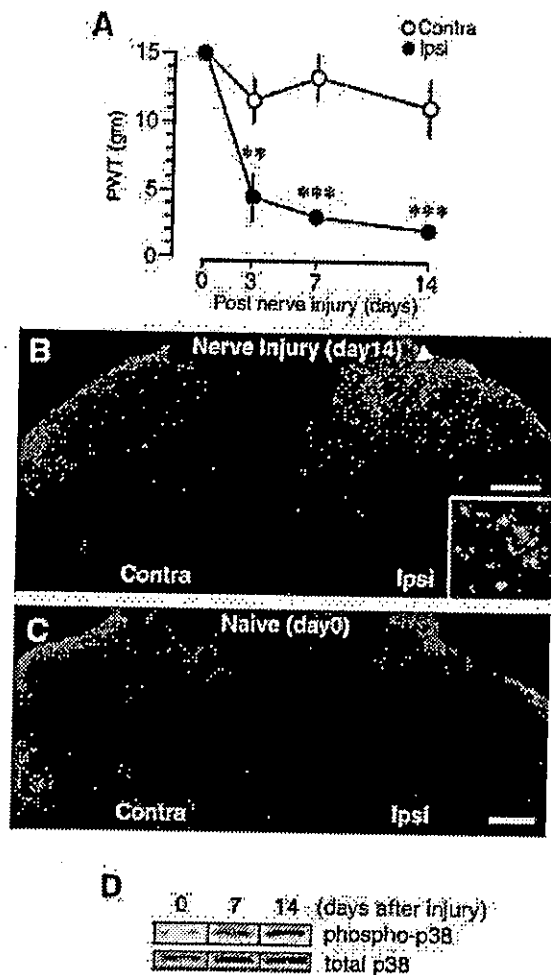 A
Contra
Ipsi
15
10
5
0
PWT (gm)
**
***
***
0 3 7 14
Post nerve injury (days)
B
Nerve Injury (day14)
Contra
Ipsi
C
Naive (day0)
Contra
Ipsi
D
0 7 14 (days after injury)
phospho-p38
total p38